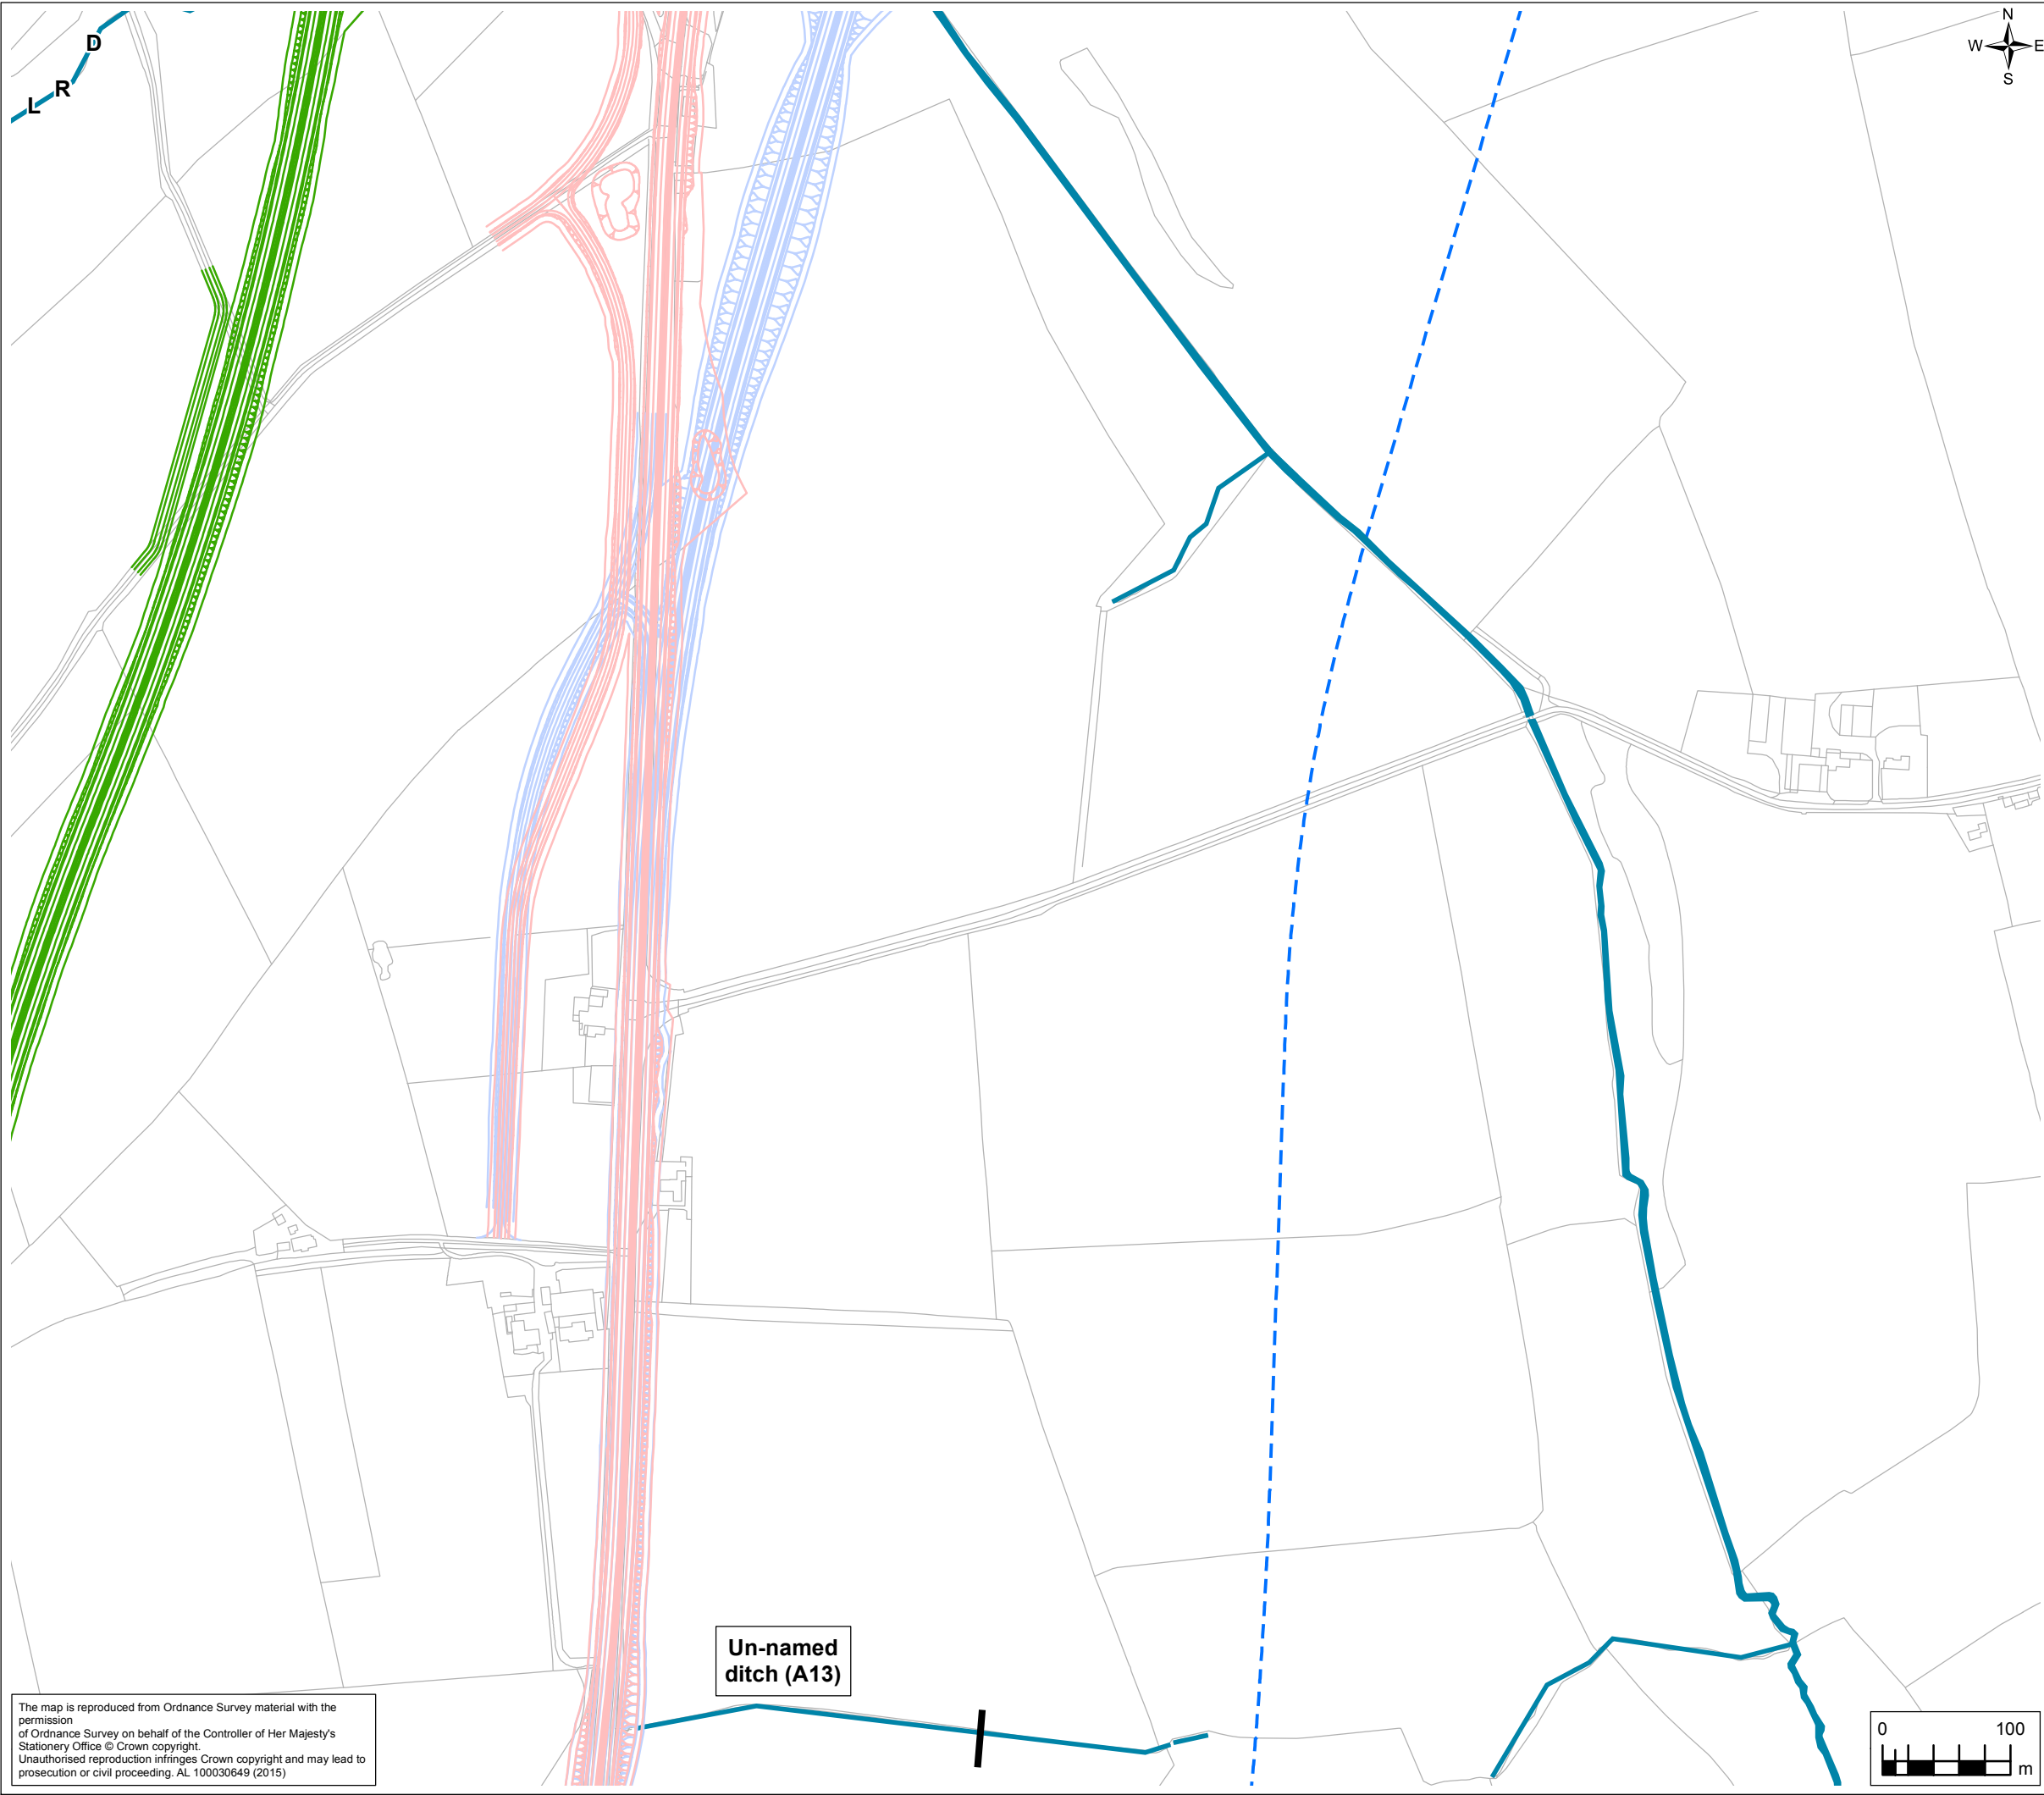 N
W E
S
D
R
L
Un-named
ditch (A13)
The map is reproduced from Ordnance Survey material with the
permission
of Ordnance Survey on behalf of the Controller of Her Majesty's
Stationery Office © Crown copyright.
Unauthorised reproduction infringes Crown copyright and may lead to
prosecution or civil proceeding. AL 100030649 (2015)
0 100
m